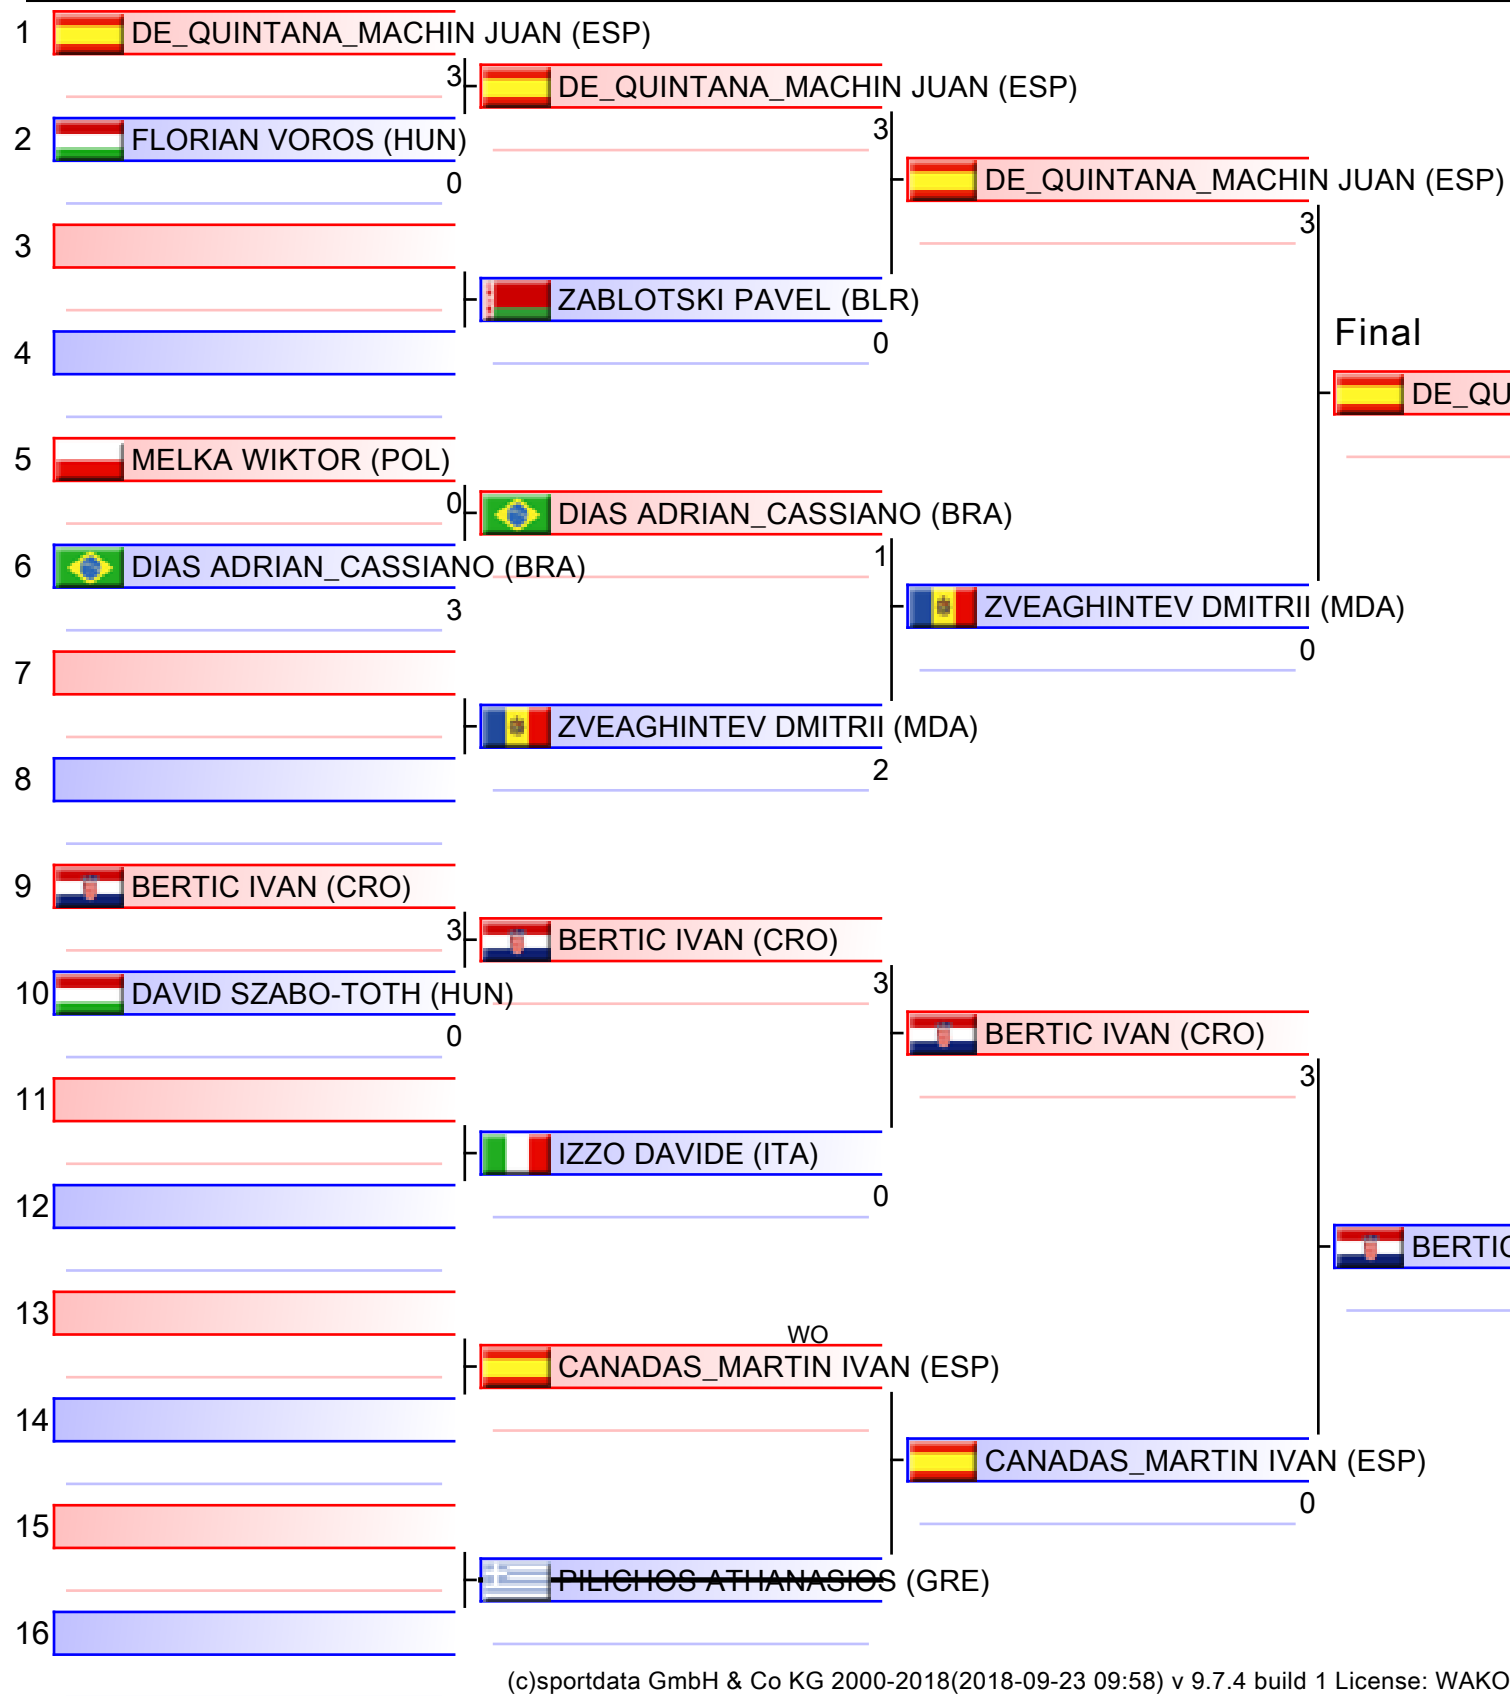 1 DE_QUINTANA_MACHIN JUAN (ESP)
3 DE_QUINTANA_MACHIN JUAN (ESP)
2 FLORIAN VOROS (HUN)
3
0
DE_QUINTANA_MACHIN JUAN (ESP)
3
3
ZABLOTSKI PAVEL (BLR)
4
0
Final
DE_QU
5 MELKA WIKTOR (POL)
0 DIAS ADRIAN_CASSIANO (BRA)
6 DIAS ADRIAN_CASSIANO (BRA)
1
3
ZVEAGHINTEV DMITRII (MDA)
0
7
ZVEAGHINTEV DMITRII (MDA)
8
2
9 BERTIC IVAN (CRO)
3 BERTIC IVAN (CRO)
10 DAVID SZABO-TOTH (HUN)
3
0
BERTIC IVAN (CRO)
3
11
IZZO DAVIDE (ITA)
12
0
BERTIC
13
WO
CANADAS_MARTIN IVAN (ESP)
14
CANADAS_MARTIN IVAN (ESP)
0
15
PILICHOS ATHANASIOS (GRE)
16
(c)sportdata GmbH & Co KG 2000-2018(2018-09-23 09:58) v 9.7.4 build 1 License: WAKO